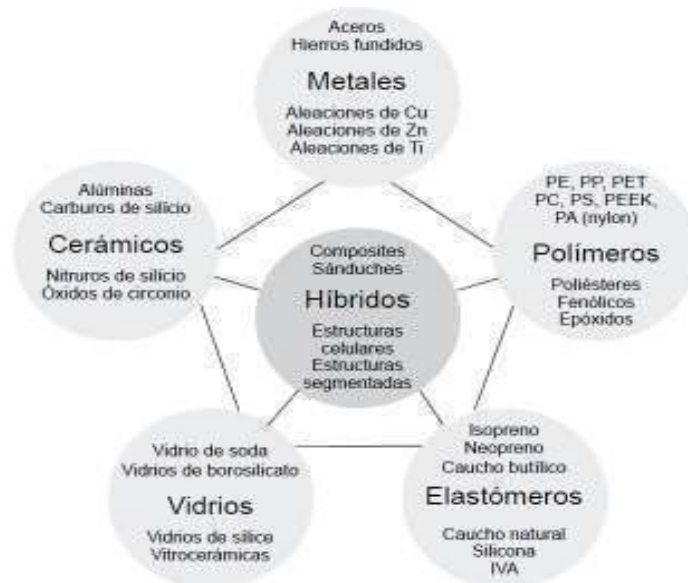 Aceros
Hierros fundidos
Metales
Aleaciones de Cu
Aleaciones de Zn
Aleaciones de Ti
Alúminas
Carburos de silício
Cerámicos
Nitruros de silício
Óxidos de circonio
PE, PP, PET
PC, PS, PEEK,
PA (nylon)
Polímeros
Poliésteres
Fenólicos
Epóxidos
Composites
Sánduches
Híbridos
Estructuras
celulares
Estructuras
segmentadas
Vidrio de soda
Vidrios de borosilicato
Vidrios
Vidrios de sílice
Vitrocerámicas
Isopreno
Neopreno
Caucho butílico
Elastómeros
Caucho natural
Silicona
IVA